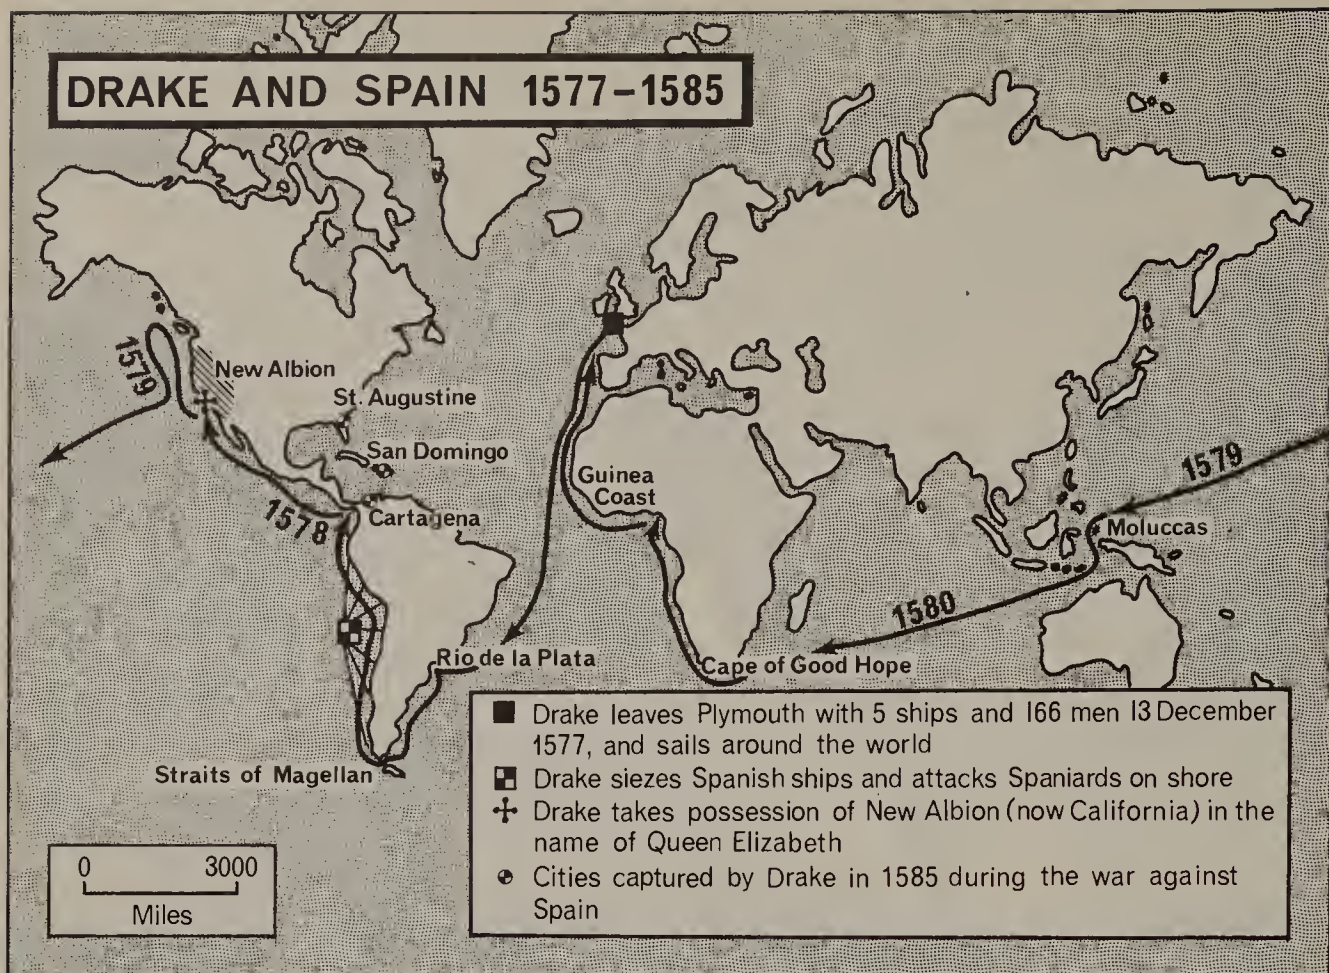 DRAKE AND SPAIN 1577–1585
1579
New Albion
St. Augustine
San Domingo
1578
Cartagena
Guinea
Coast
1579
Moluccas
1580
Rio de la Plata
Cape of Good Hope
Straits of Magellan
Drake leaves Plymouth with 5 ships and 166 men 13 December
1577, and sails around the world
Drake siezes Spanish ships and attacks Spaniards on shore
Drake takes possession of New Albion (now California) in the
name of Queen Elizabeth
Cities captured by Drake in 1585 during the war against
Spain
0 3000
Miles